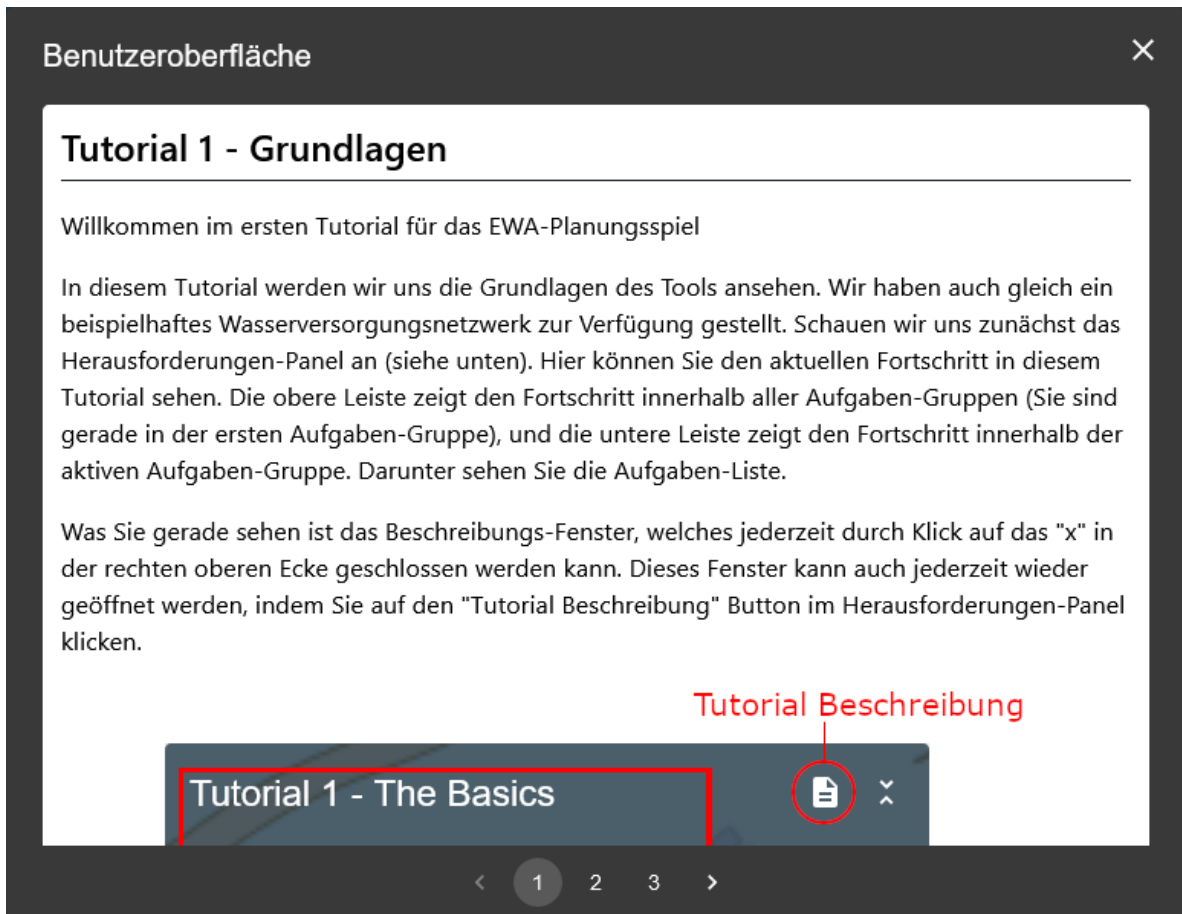 Benutzeroberfläche
Tutorial 1 - Grundlagen
Willkommen im ersten Tutorial für das EWA-Planungsspiel
In diesem Tutorial werden wir uns die Grundlagen des Tools ansehen. Wir haben auch gleich ein
beispielhaftes Wasserversorgungsnetzwerk zur Verfügung gestellt. Schauen wir uns zunächst das
Herausforderungen-Panel an (siehe unten). Hier können Sie den aktuellen Fortschritt in diesem
Tutorial sehen. Die obere Leiste zeigt den Fortschritt innerhalb aller Aufgaben-Gruppen (Sie sind
gerade in der ersten Aufgaben-Gruppe), und die untere Leiste zeigt den Fortschritt innerhalb der
aktiven Aufgaben-Gruppe. Darunter sehen Sie die Aufgaben-Liste.
Was Sie gerade sehen ist das Beschreibungs-Fenster, welches jederzeit durch Klick auf das "x" in
der rechten oberen Ecke geschlossen werden kann. Dieses Fenster kann auch jederzeit wieder
geöffnet werden, indem Sie auf den "Tutorial Beschreibung" Button im Herausforderungen-Panel
klicken.
Tutorial Beschreibung
Tutorial 1 - The Basics
1 2 3